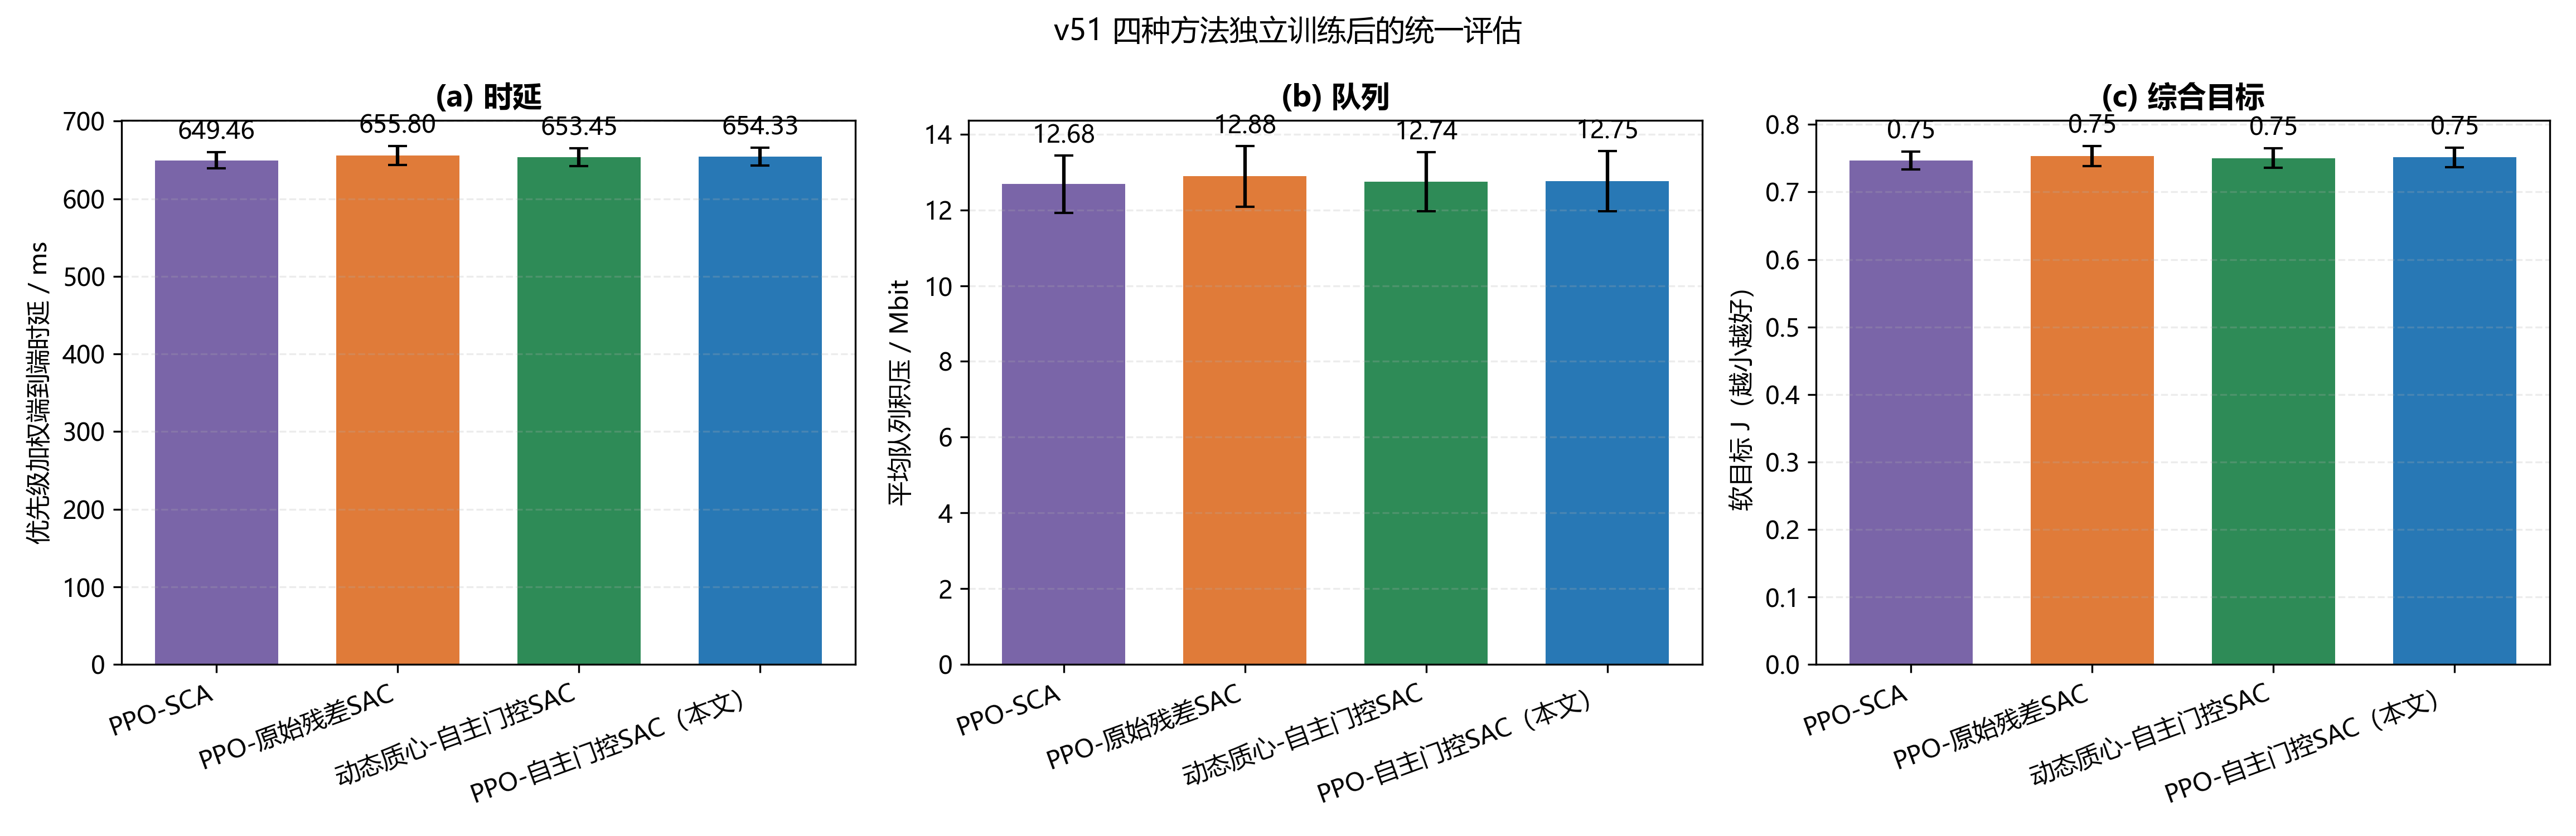 v51 四种方法独立训练后的统一评估
(a) 时延
优先级加权端到端时延 / ms
700
600
500
400
300
200
100
0
649.46
655.80
653.45
654.33
PPO-SCA
PPO-原始残差SAC
动态质心-自主门控SAC
PPO-自主门控SAC（本文）
(b) 队列
平均队列积压 / Mbit
14
12
10
8
6
4
2
0
12.68
12.88
12.74
12.75
PPO-SCA
PPO-原始残差SAC
动态质心-自主门控SAC
PPO-自主门控SAC（本文）
(c) 综合目标
软目标 J（越小越好）
0.8
0.7
0.6
0.5
0.4
0.3
0.2
0.1
0.0
0.75
0.75
0.75
0.75
PPO-SCA
PPO-原始残差SAC
动态质心-自主门控SAC
PPO-自主门控SAC（本文）